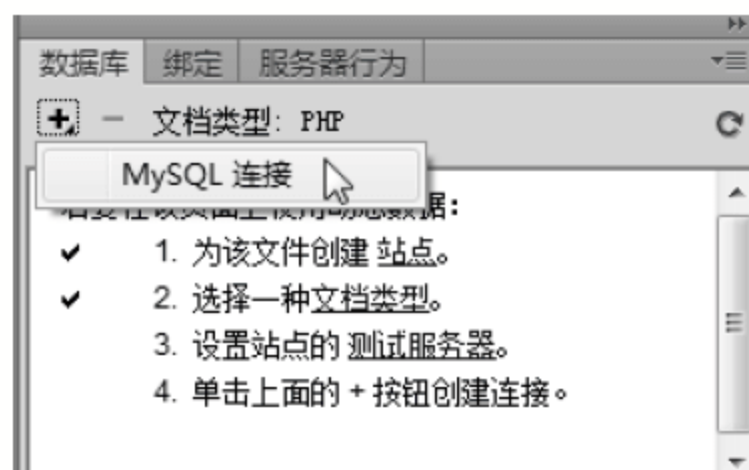 数据库 绑定 服务器行为
文档类型: PHP
MySQL 连接
1. 为该文件创建 站点。
2. 选择一种文档类型。
3. 设置站点的 测试服务器。
4. 单击上面的 + 按钮创建连接。